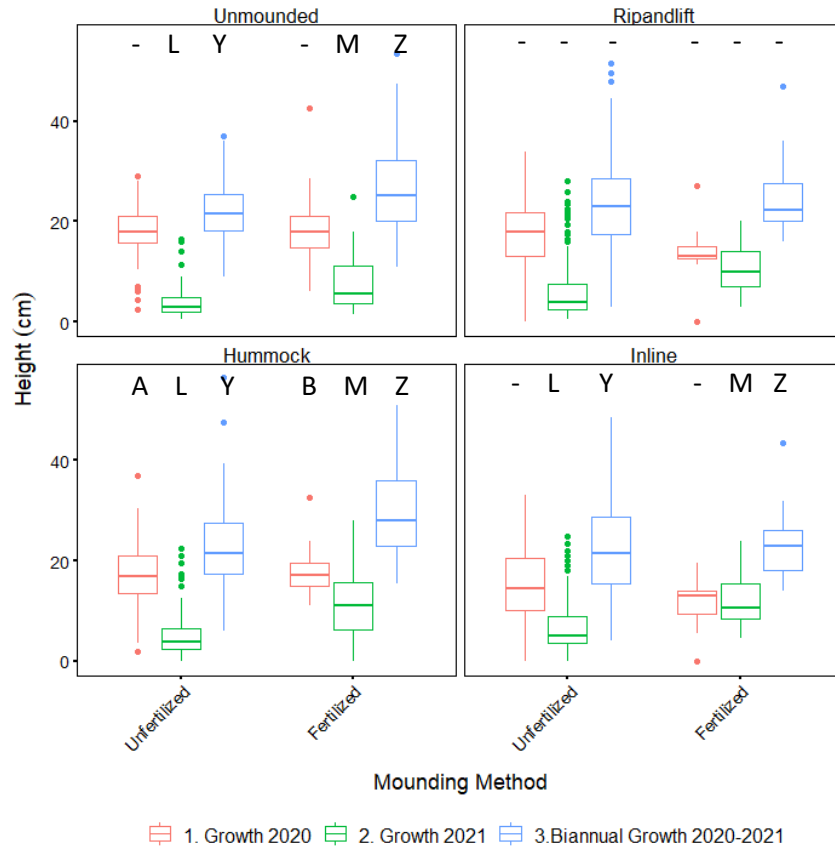 Unmounded Ripandlift
- L Y - M Z - - - - - -
40
20
0
Hummock Inline
A L Y B M Z - L Y - M Z
40
20
0
Height (cm)
Unfertilized Fertilized Unfertilized Fertilized
Mounding Method
1. Growth 2020 2. Growth 2021 3.Biannual Growth 2020-2021